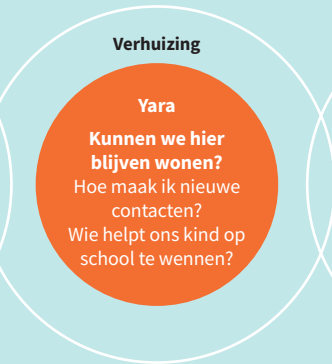 Verhuizing
Yara
Kunnen we hier
blijven wonen?
Hoe maak ik nieuwe
contacten?
Wie helpt ons kind op
school te wennen?